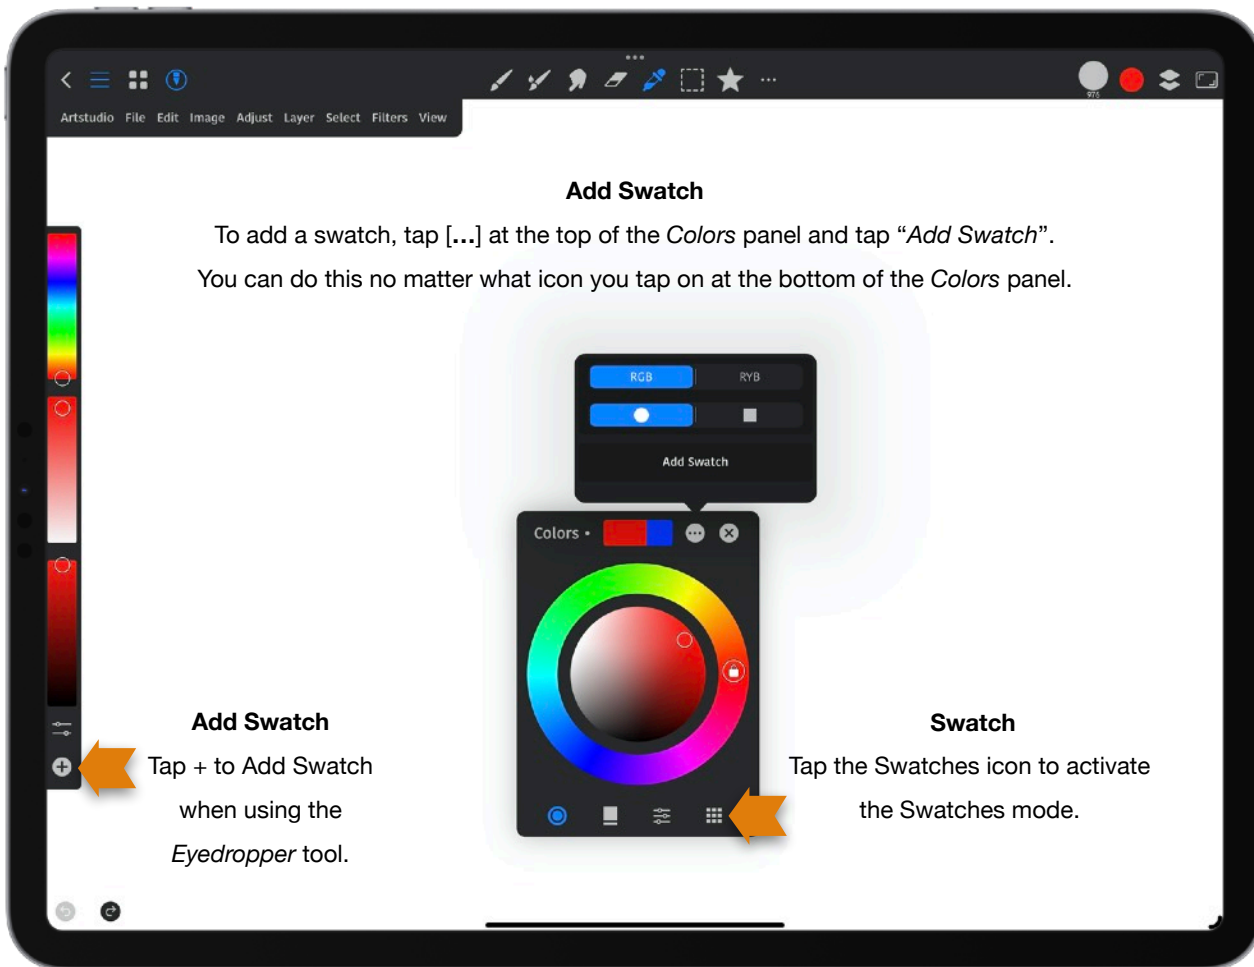 976
Artstudio File Edit Image Adjust Layer Select Filters View
Add Swatch
To add a swatch, tap [...] at the top of the Colors panel and tap “Add Swatch”.
You can do this no matter what icon you tap on at the bottom of the Colors panel.
RGB RYB
Add Swatch
Colors •
Add Swatch
Tap + to Add Swatch
when using the
Eyedropper tool.
Swatch
Tap the Swatches icon to activate
the Swatches mode.